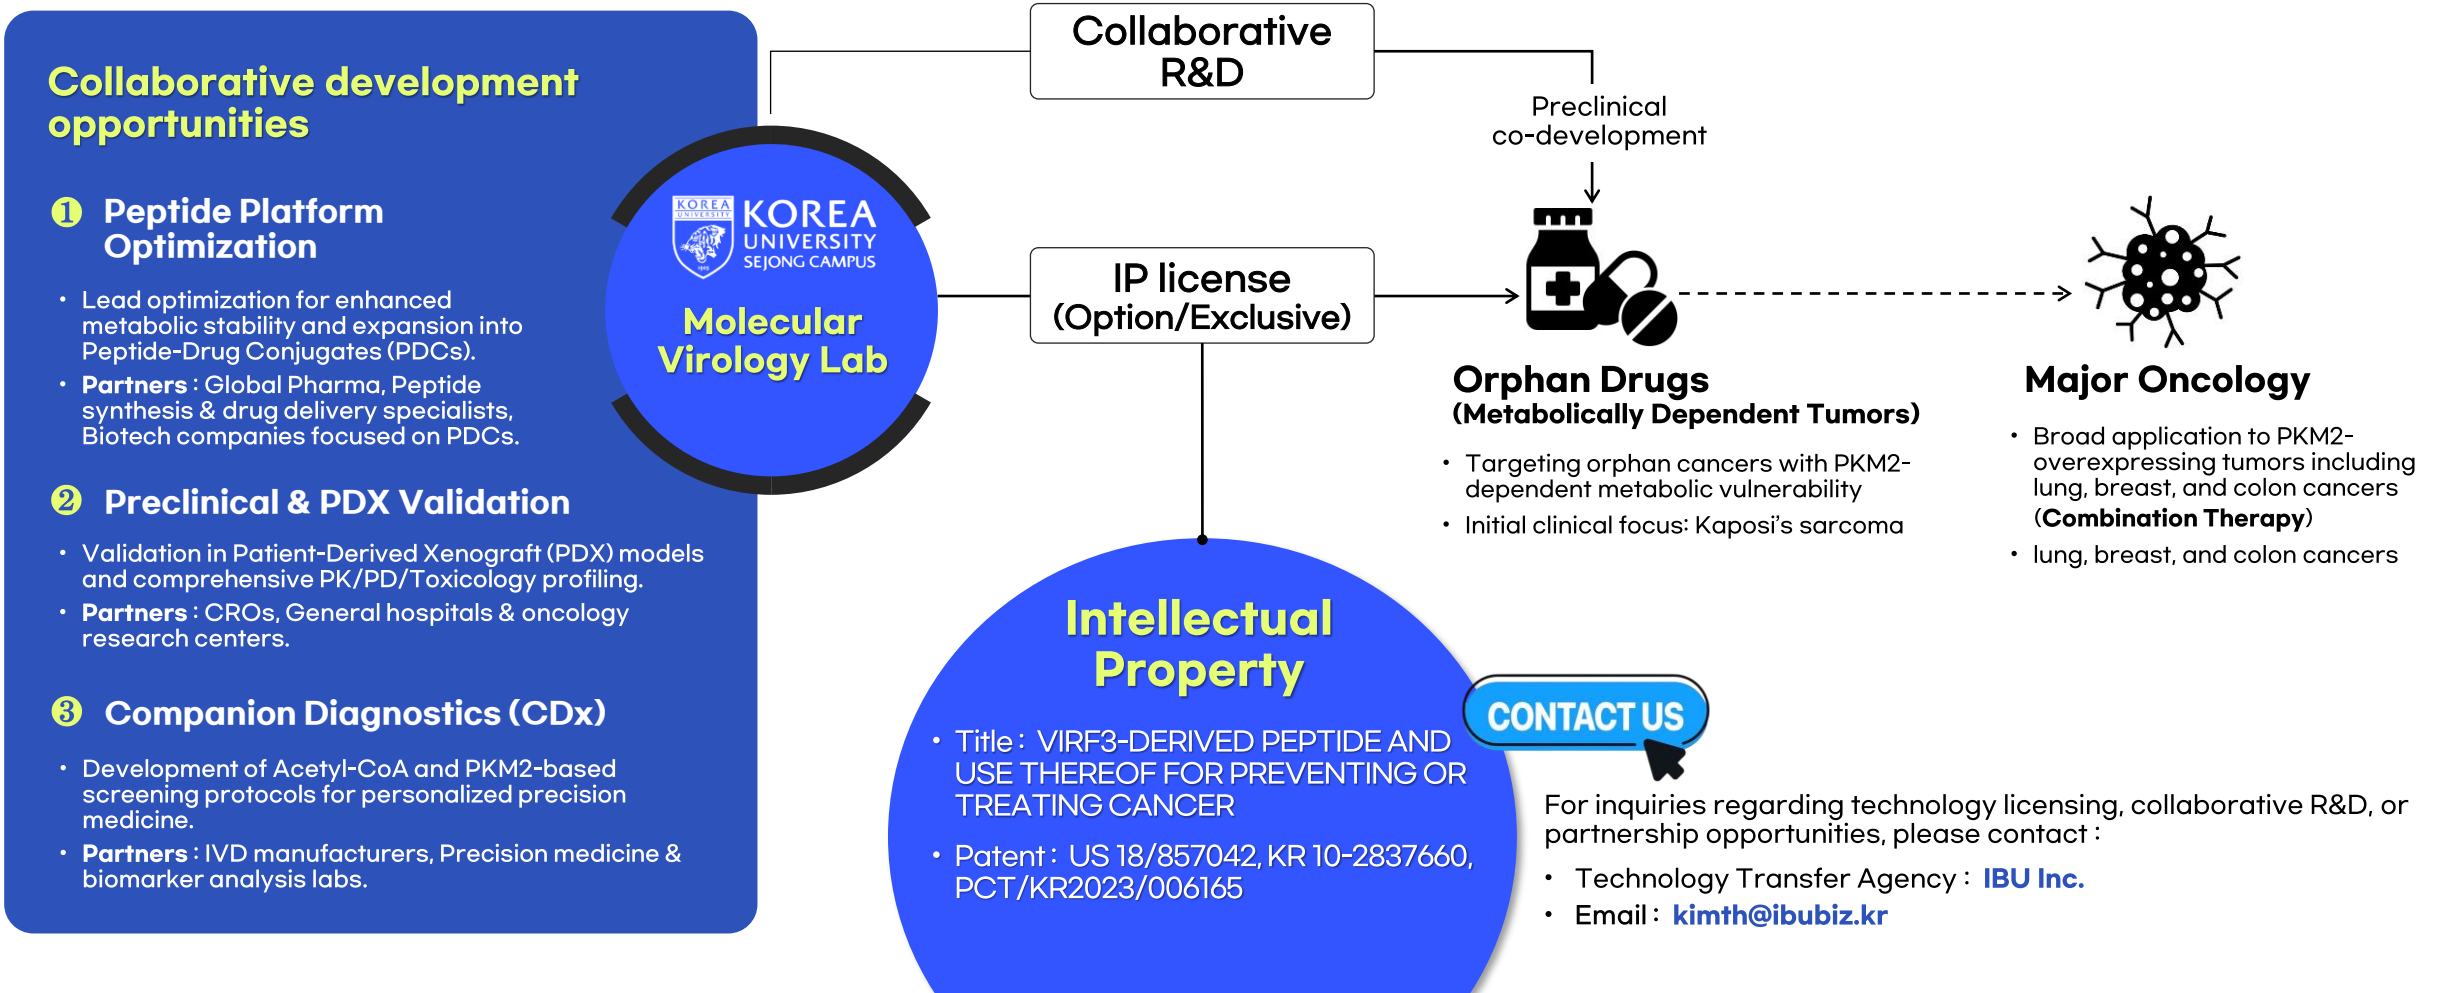 Collaborative development
opportunities
1 Peptide Platform
Optimization
• Lead optimization for enhanced
metabolic stability and expansion into
Peptide-Drug Conjugates (PDCs).
• Partners : Global Pharma, Peptide
synthesis & drug delivery specialists,
Biotech companies focused on PDCs.
2 Preclinical & PDX Validation
• Validation in Patient-Derived Xenograft (PDX) models
and comprehensive PK/PD/Toxicology profiling.
• Partners : CROs, General hospitals & oncology
research centers.
3 Companion Diagnostics (CDx)
• Development of Acetyl-CoA and PKM2-based
screening protocols for personalized precision
medicine.
• Partners : IVD manufacturers, Precision medicine &
biomarker analysis labs.
KOREA
UNIVERSITY
1905
KOREA
UNIVERSITY
SEJONG CAMPUS
Molecular
Virology Lab
Collaborative
R&D
Preclinical
co-development
IP license
(Option/Exclusive)
Orphan Drugs
(Metabolically Dependent Tumors)
• Targeting orphan cancers with PKM2-
dependent metabolic vulnerability
• Initial clinical focus: Kaposi's sarcoma
Major Oncology
• Broad application to PKM2-
overexpressing tumors including
lung, breast, and colon cancers
(Combination Therapy)
• lung, breast, and colon cancers
Intellectual
Property
• Title : VIRF3-DERIVED PEPTIDE AND
USE THEREOF FOR PREVENTING OR
TREATING CANCER
• Patent : US 18/857042, KR 10-2837660,
PCT/KR2023/006165
CONTACT US
For inquiries regarding technology licensing, collaborative R&D, or
partnership opportunities, please contact :
• Technology Transfer Agency : IBU Inc.
• Email : kimth@ibubiz.kr